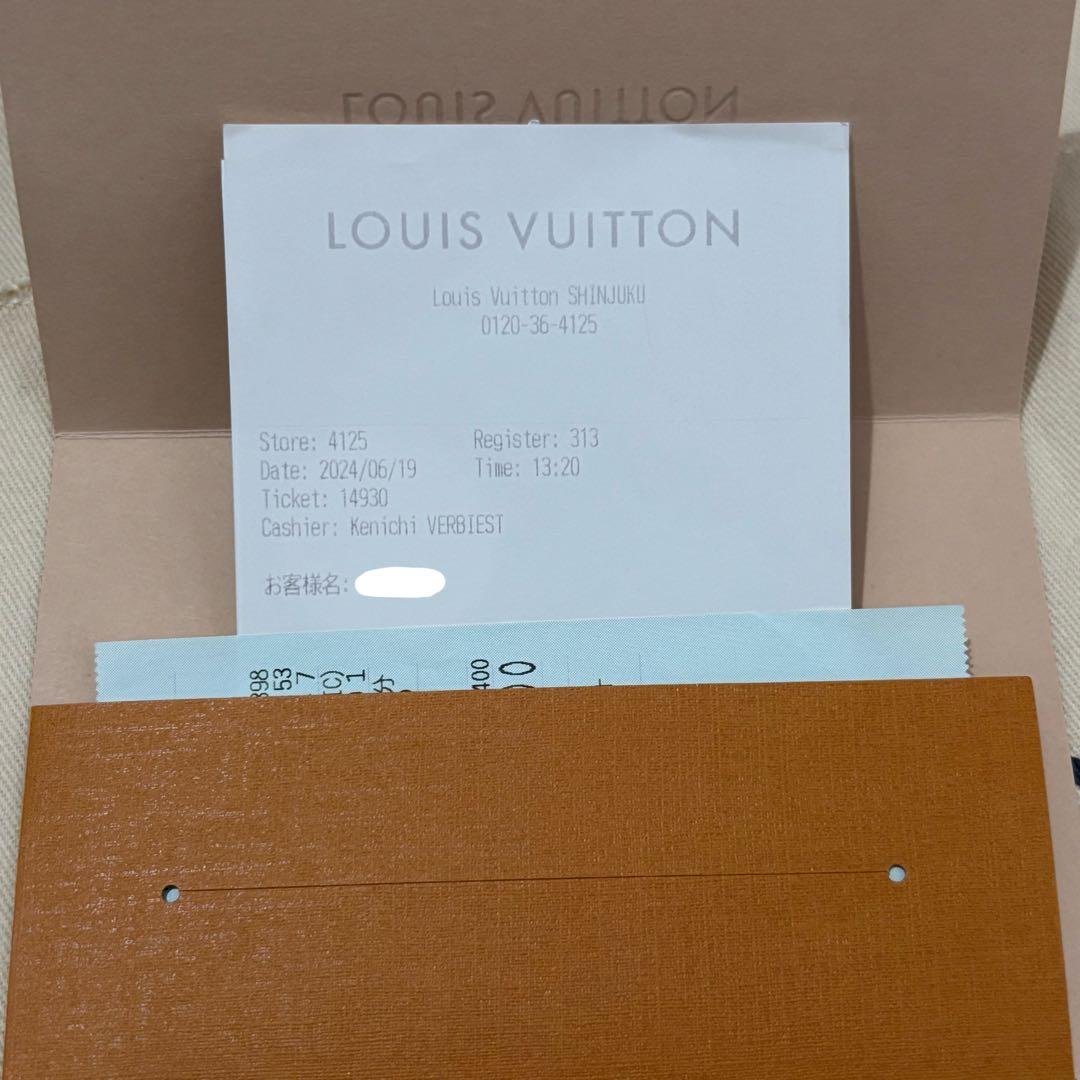 LOUIS VUITTON
LOUIS VUITTON
Louis Vuitton SHINJUKU
0120-36-4125
Store: 4125 Register: 313
Date: 2024/06/19 Time: 13:20
Ticket: 14930
Cashier: Kenichi VERBIEST
お客様名: